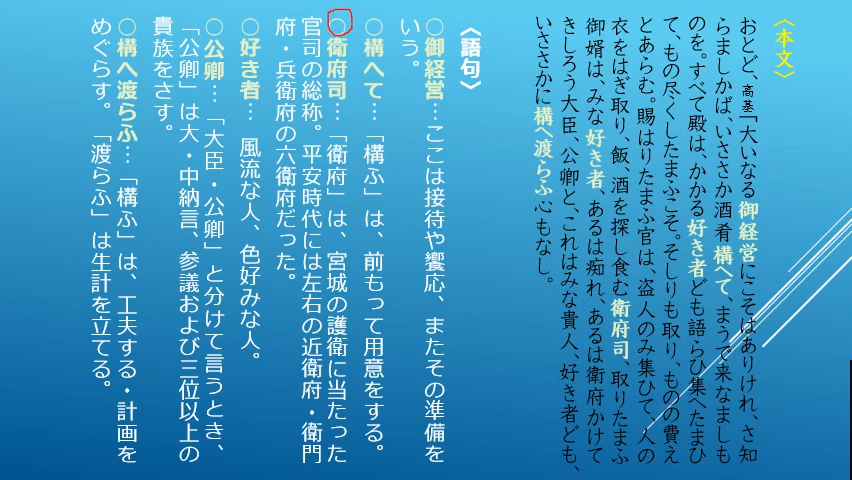 〈本文〉
おとど、高基「大いなる御経営にこそはありけれ、さ知
らましかば、いささか酒肴構へて、まうで来なましも
のを。すべて殿は、かかる好き者ども語らひ集へたまひ
て、もの尽くしたまふこそ。そしりも取り、ものの費え
とあらむ。賜はりたまふ官は、盗人のみ集ひて、人の
衣をはぎ取り、飯、酒を探し食む衛府司、取りたまふ
御婿は、みな好き者、あるは痴れ、あるは衛府かけて
きしろう大臣、公卿と、これはみな貴人、好き者ども、
いささかに構へ渡らふ心もなし。
〈語句〉
○御経営…ここは接待や饗応、またその準備を
いう。
○構へて…「構ふ」は、前もって用意をする。
○衛府司…「衛府」は、宮城の護衛に当たった
官司の総称。平安時代には左右の近衛府・衛門
府・兵衛府の六衛府だった。
○好き者… 風流な人、色好みな人。
○公卿…「大臣・公卿」と分けて言うとき、
「公卿」は大・中納言、参議および三位以上の
貴族をさす。
○構へ渡らふ…「構ふ」は、工夫する・計画を
めぐらす。「渡らふ」は生計を立てる。